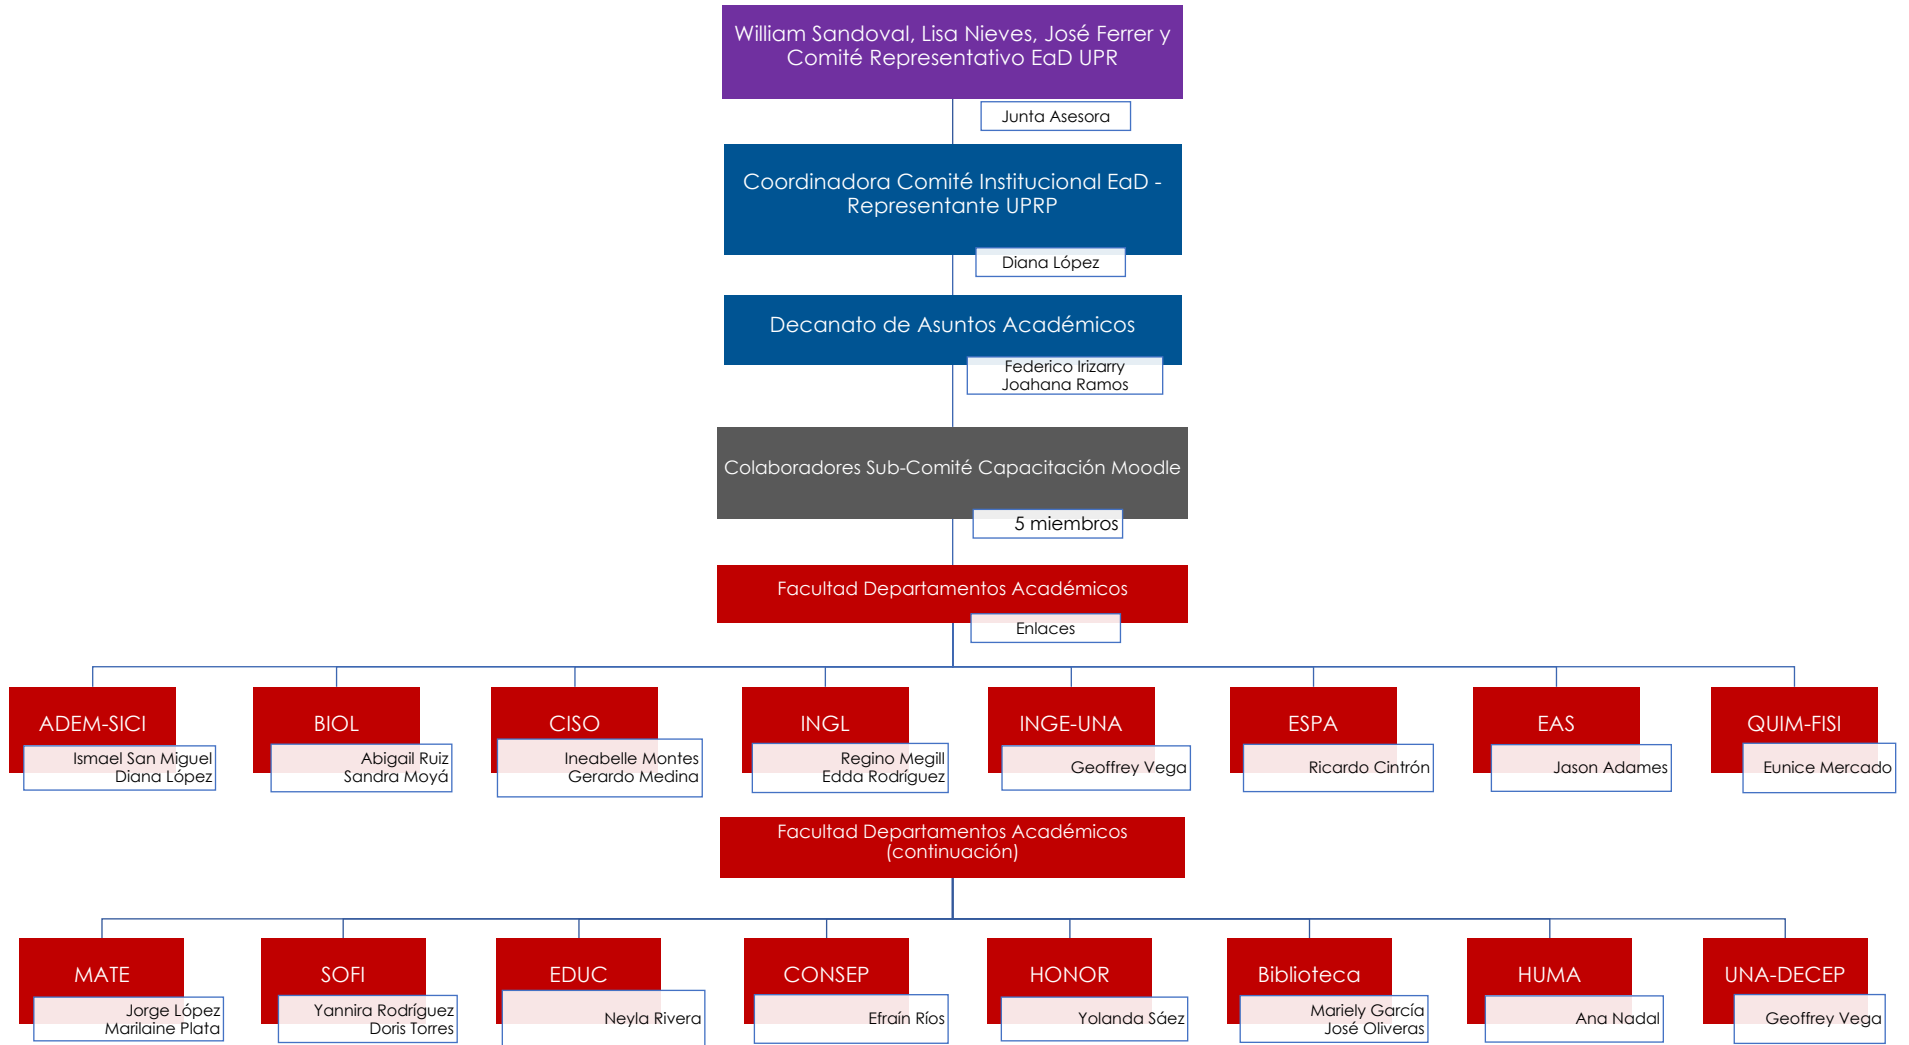 William Sandoval, Lisa Nieves, José Ferrer y
Comité Representativo EaD UPR
Junta Asesora
Coordinadora Comité Institucional EaD -
Representante UPRP
Diana López
Decanato de Asuntos Académicos
Federico Irizarry
Joahana Ramos
Colaboradores Sub-Comité Capacitación Moodle
5 miembros
Facultad Departamentos Académicos
Enlaces
ADEM-SICI
Ismael San Miguel
Diana López
BIOL
Abigail Ruiz
Sandra Moyá
CISO
Ineabelle Montes
Gerardo Medina
INGL
Regino Megill
Edda Rodríguez
INGE-UNA
Geoffrey Vega
ESPA
Ricardo Cintrón
EAS
Jason Adames
QUIM-FISI
Eunice Mercado
Facultad Departamentos Académicos
(continuación)
MATE
Jorge López
Marilaine Plata
SOFI
Yannira Rodríguez
Doris Torres
EDUC
Neyla Rivera
CONSEP
Efraín Ríos
HONOR
Yolanda Sáez
Biblioteca
Mariely García
José Oliveras
HUMA
Ana Nadal
UNA-DECEP
Geoffrey Vega